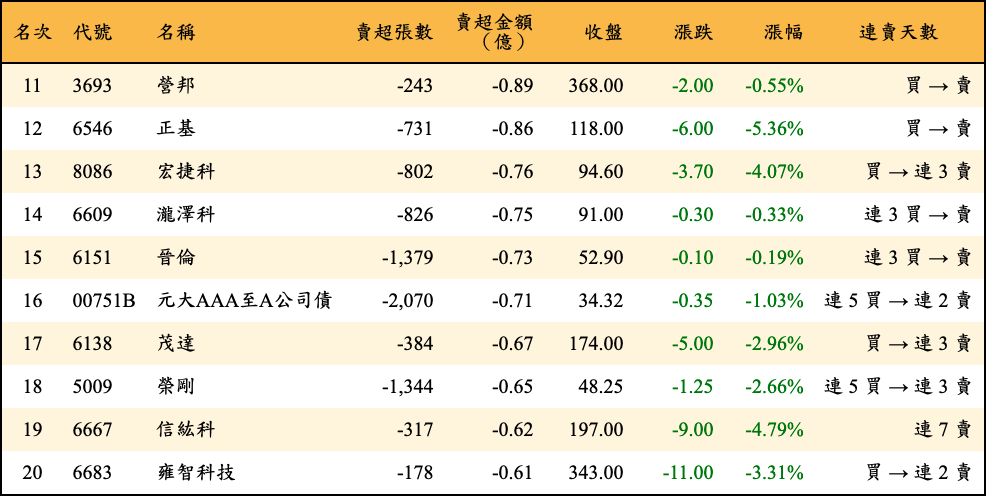 名次 代號 名稱 賣超張數 賣超金額（億） 收盤 漲跌 漲幅 連賣天數
11 3693 營邦 -243 -0.89 368.00 -2.00 -0.55% 買 → 賣
12 6546 正基 -731 -0.86 118.00 -6.00 -5.36% 買 → 賣
13 8086 宏捷科 -802 -0.76 94.60 -3.70 -4.07% 買 → 連 3 賣
14 6609 瀧澤科 -826 -0.75 91.00 -0.30 -0.33% 連 3 買 → 賣
15 6151 晉倫 -1,379 -0.73 52.90 -0.10 -0.19% 連 3 買 → 賣
16 00751B 元大AAA至A公司債 -2,070 -0.71 34.32 -0.35 -1.03% 連 5 買 → 連 2 賣
17 6138 茂達 -384 -0.67 174.00 -5.00 -2.96% 買 → 連 3 賣
18 5009 榮剛 -1,344 -0.65 48.25 -1.25 -2.66% 連 5 買 → 連 3 賣
19 6667 信紘科 -317 -0.62 197.00 -9.00 -4.79% 連 7 賣
20 6683 雍智科技 -178 -0.61 343.00 -11.00 -3.31% 買 → 連 2 賣